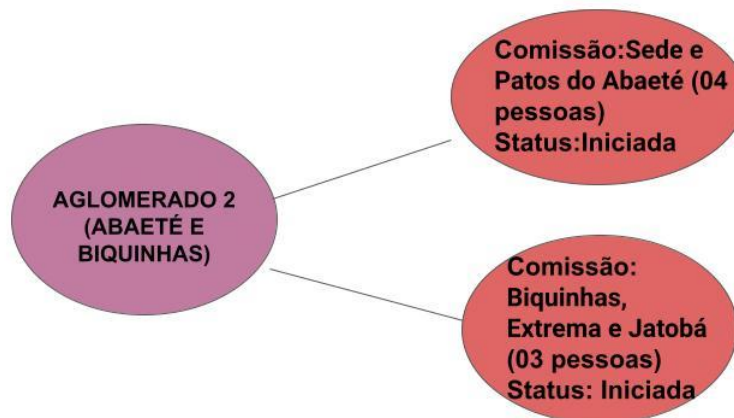 Comissão:Sede e
Patos do Abaeté (04
pessoas)
Status:Iniciada
AGLOMERADO 2
(ABAETÉ E
BIQUINHAS)
Comissão:
Biquinhas,
Extrema e Jatobá
(03 pessoas)
Status: Iniciada